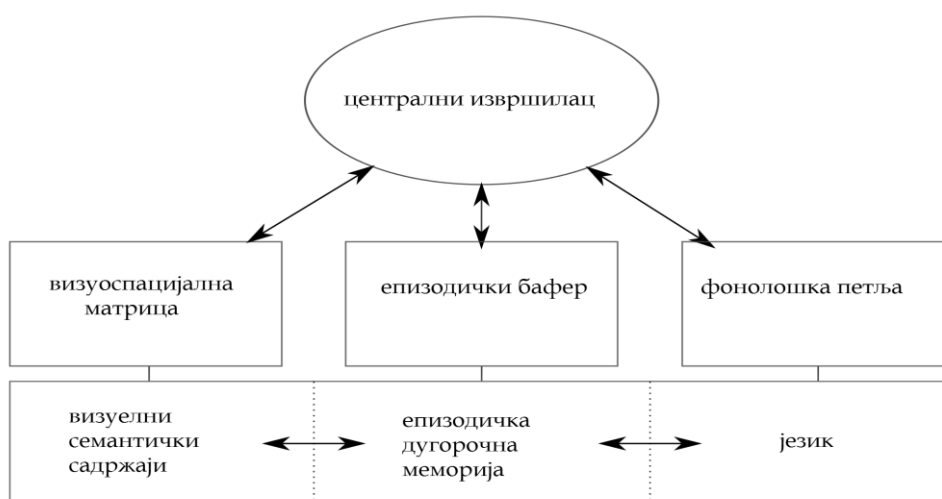 централни извршилац
визуоспацијална
матрица
епизодички бафер
фонолошка петља
визуелни
семантички
садржаји
епизодичка
дугорочна
меморија
језик